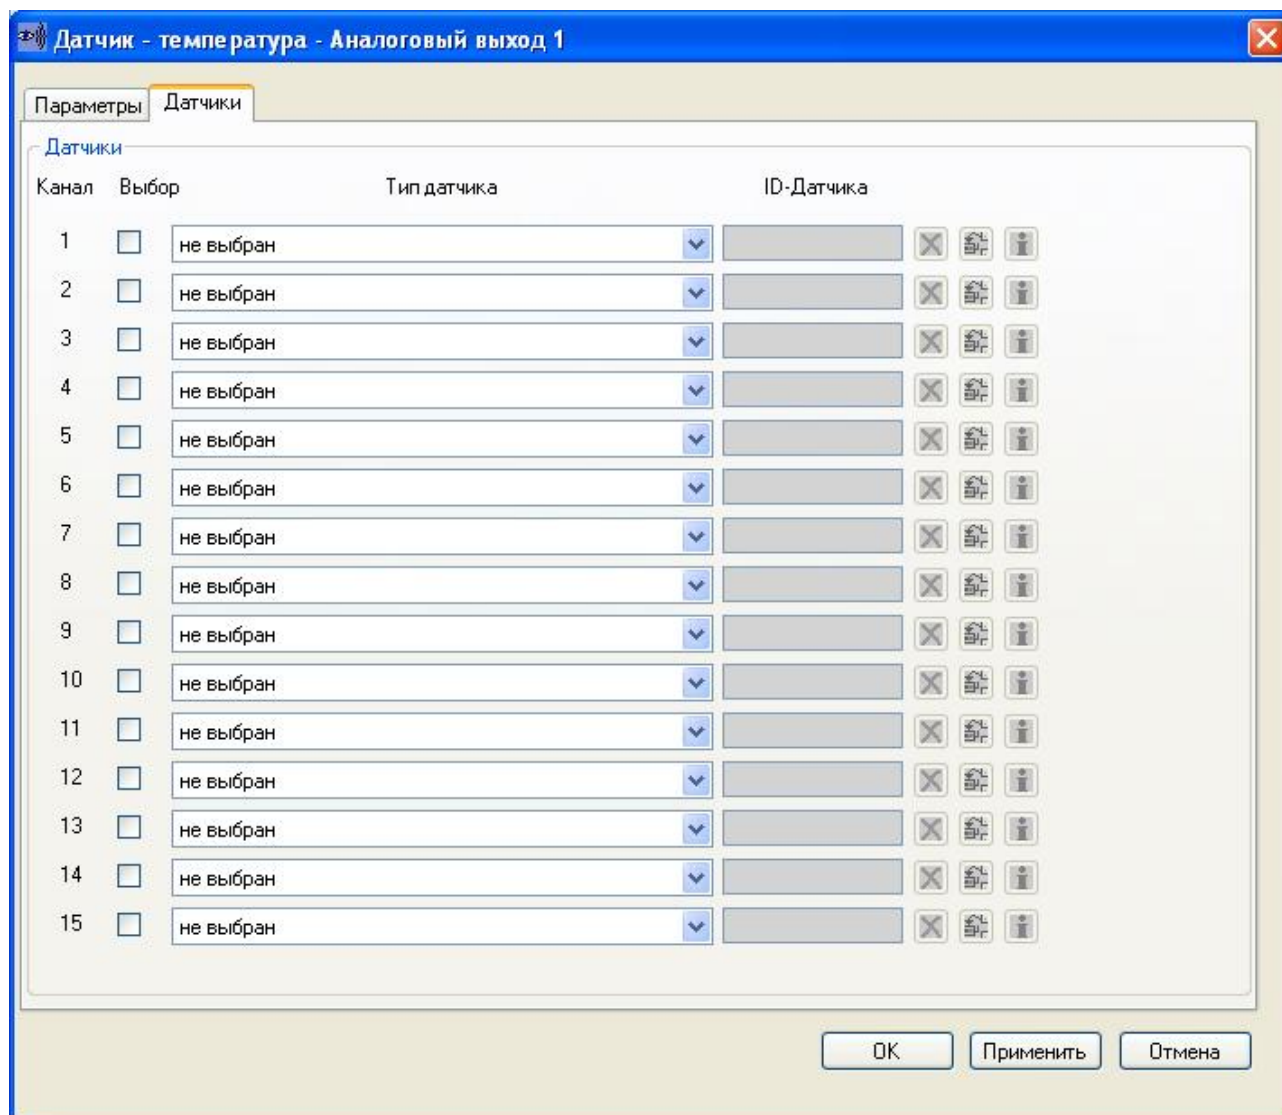 Датчик - температура - Аналоговый выход 1
Параметры Датчики
Датчики
Канал Выбор Тип датчика ID-Датчика
1 не выбран
2 не выбран
3 не выбран
4 не выбран
5 не выбран
6 не выбран
7 не выбран
8 не выбран
9 не выбран
10 не выбран
11 не выбран
12 не выбран
13 не выбран
14 не выбран
15 не выбран
OK Применить Отмена